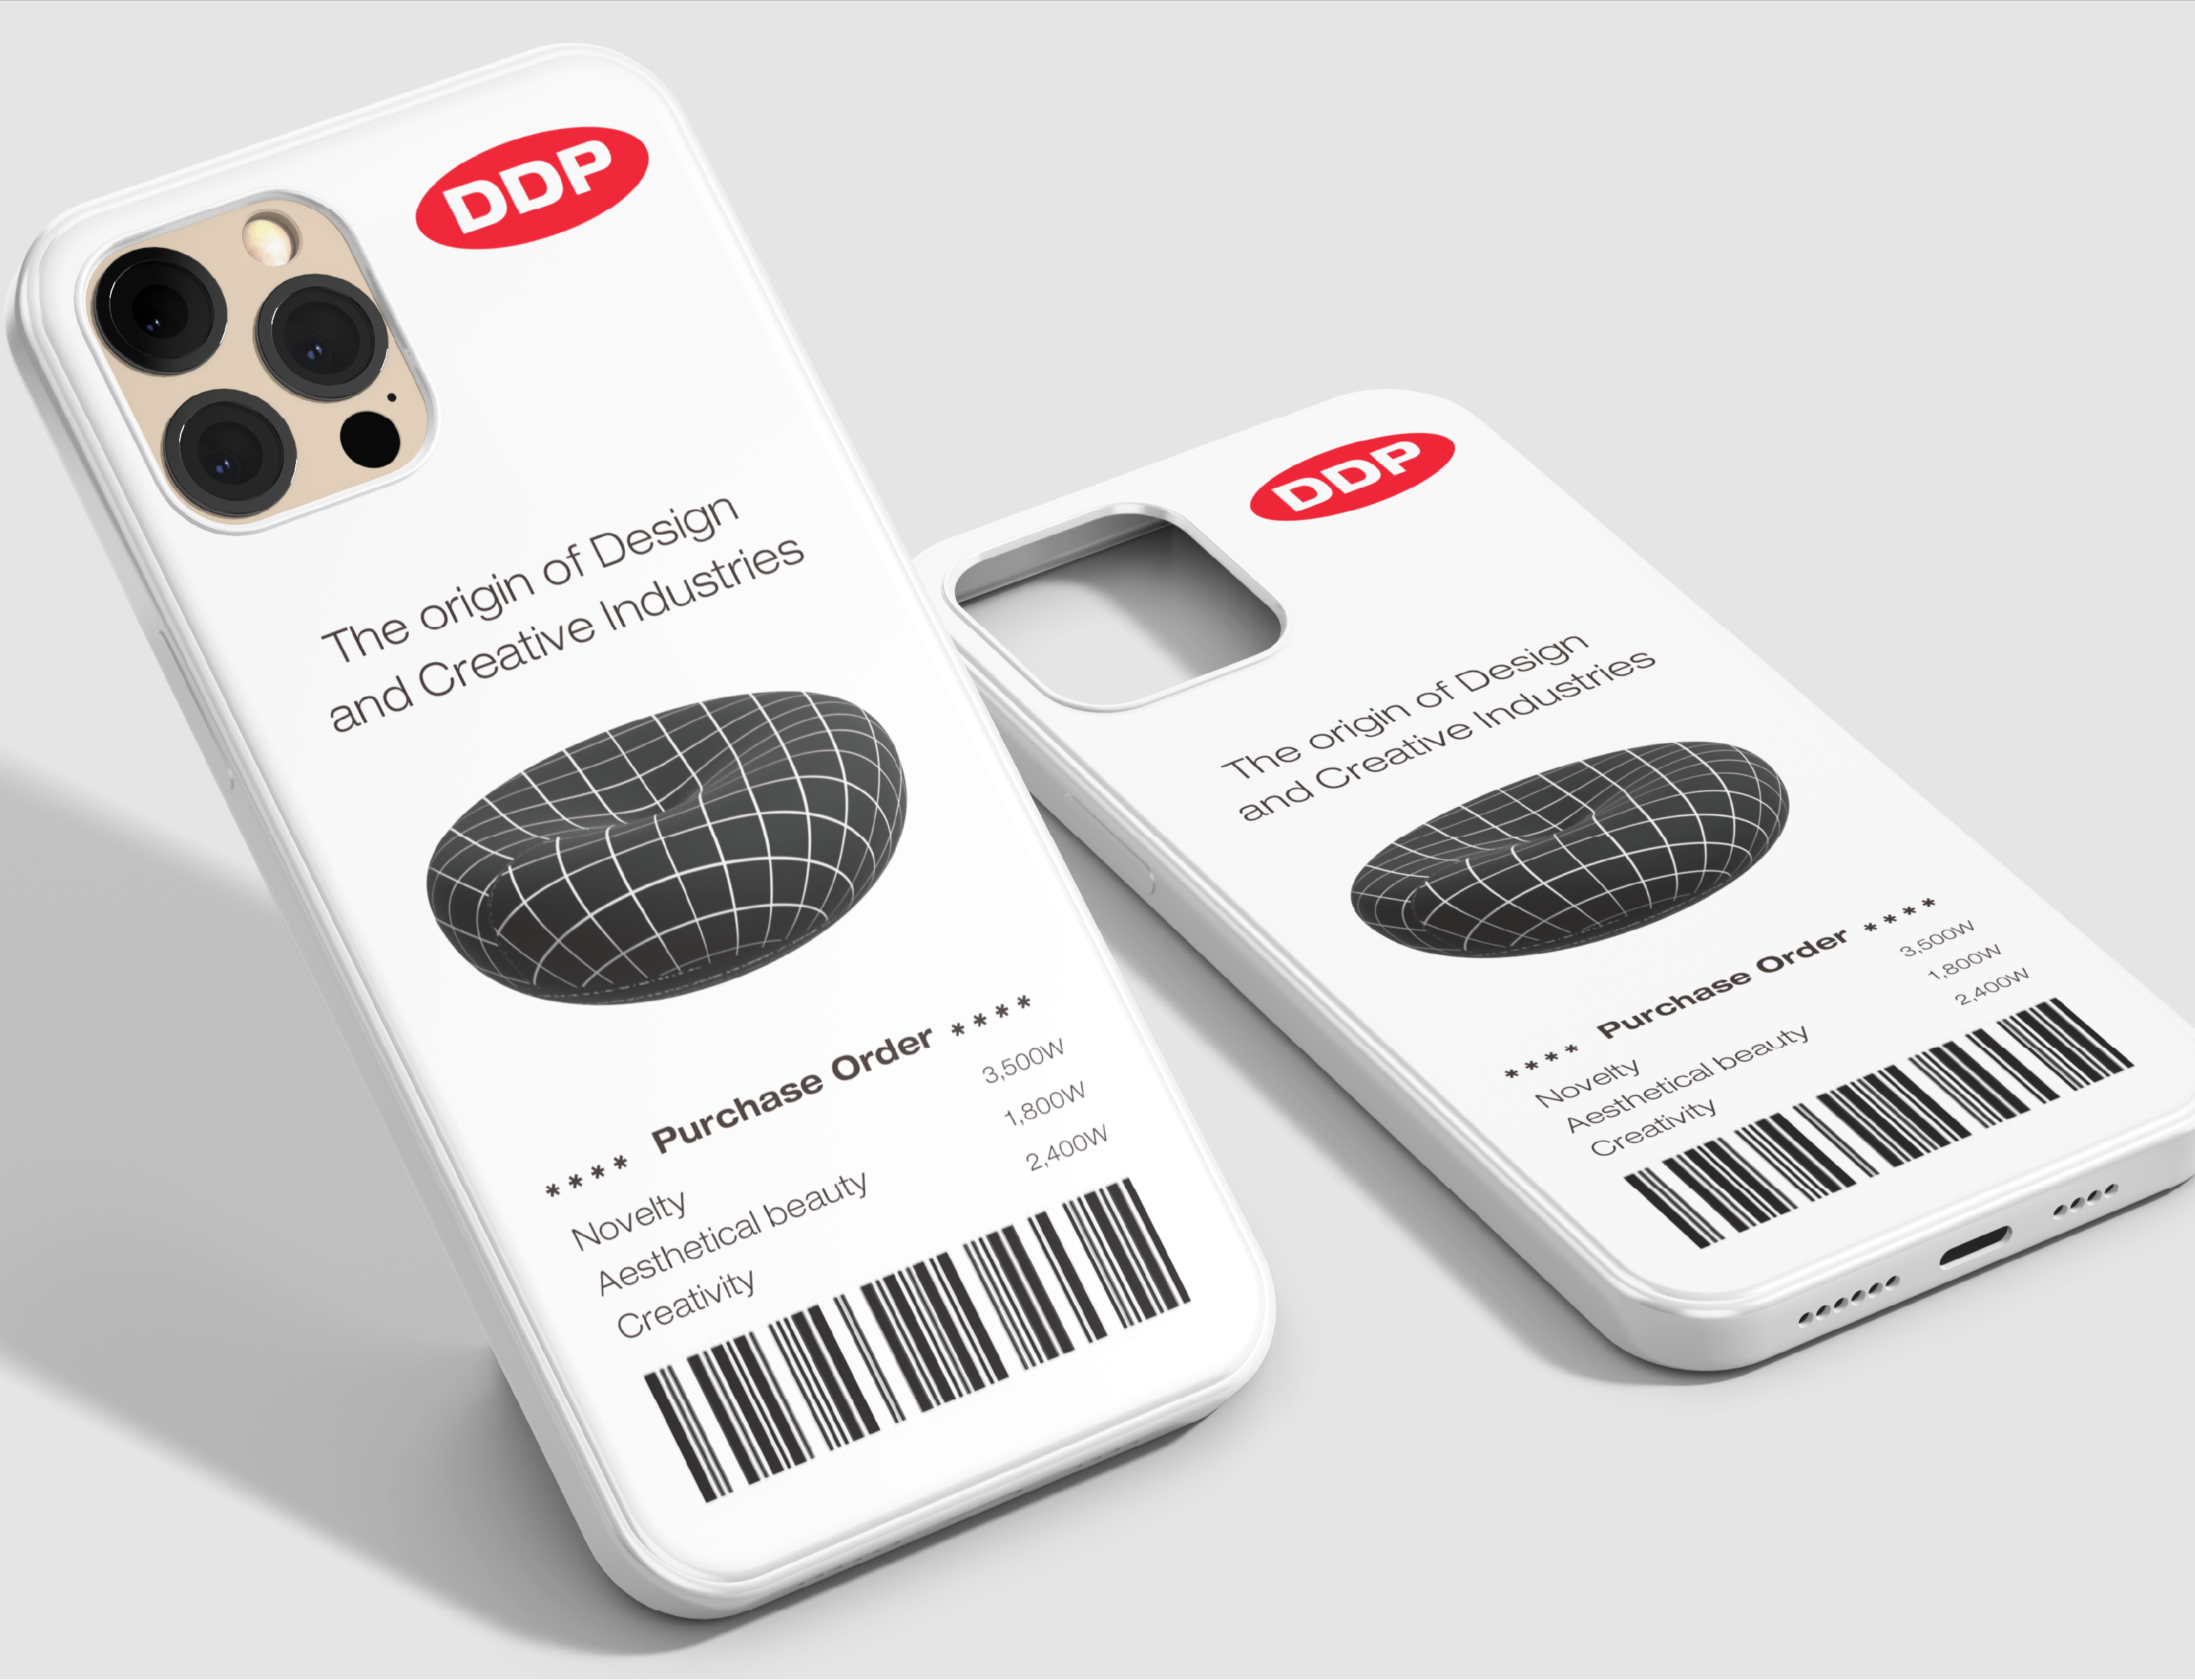 DDP
The origin of Design
and Creative Industries
**** Purchase Order ****
Novelty 3,500W
Aesthetical beauty 1,800W
Creativity 2,400W
DDP
The origin of Design
and Creative Industries
**** Purchase Order ****
Novelty 3,500W
Aesthetical beauty 1,800W
Creativity 2,400W